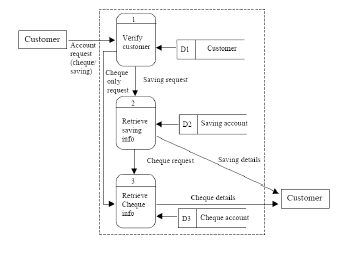 1
Customer
Verify
customer
D1 Customer
Account
request
(cheque/
saving)
Cheque
only
request
Saving request
2
Retrieve
saving
info
D2 Saving account
Cheque request
Saving details
3
Retrieve
Cheque
info
Cheque details
Customer
D3 Cheque account